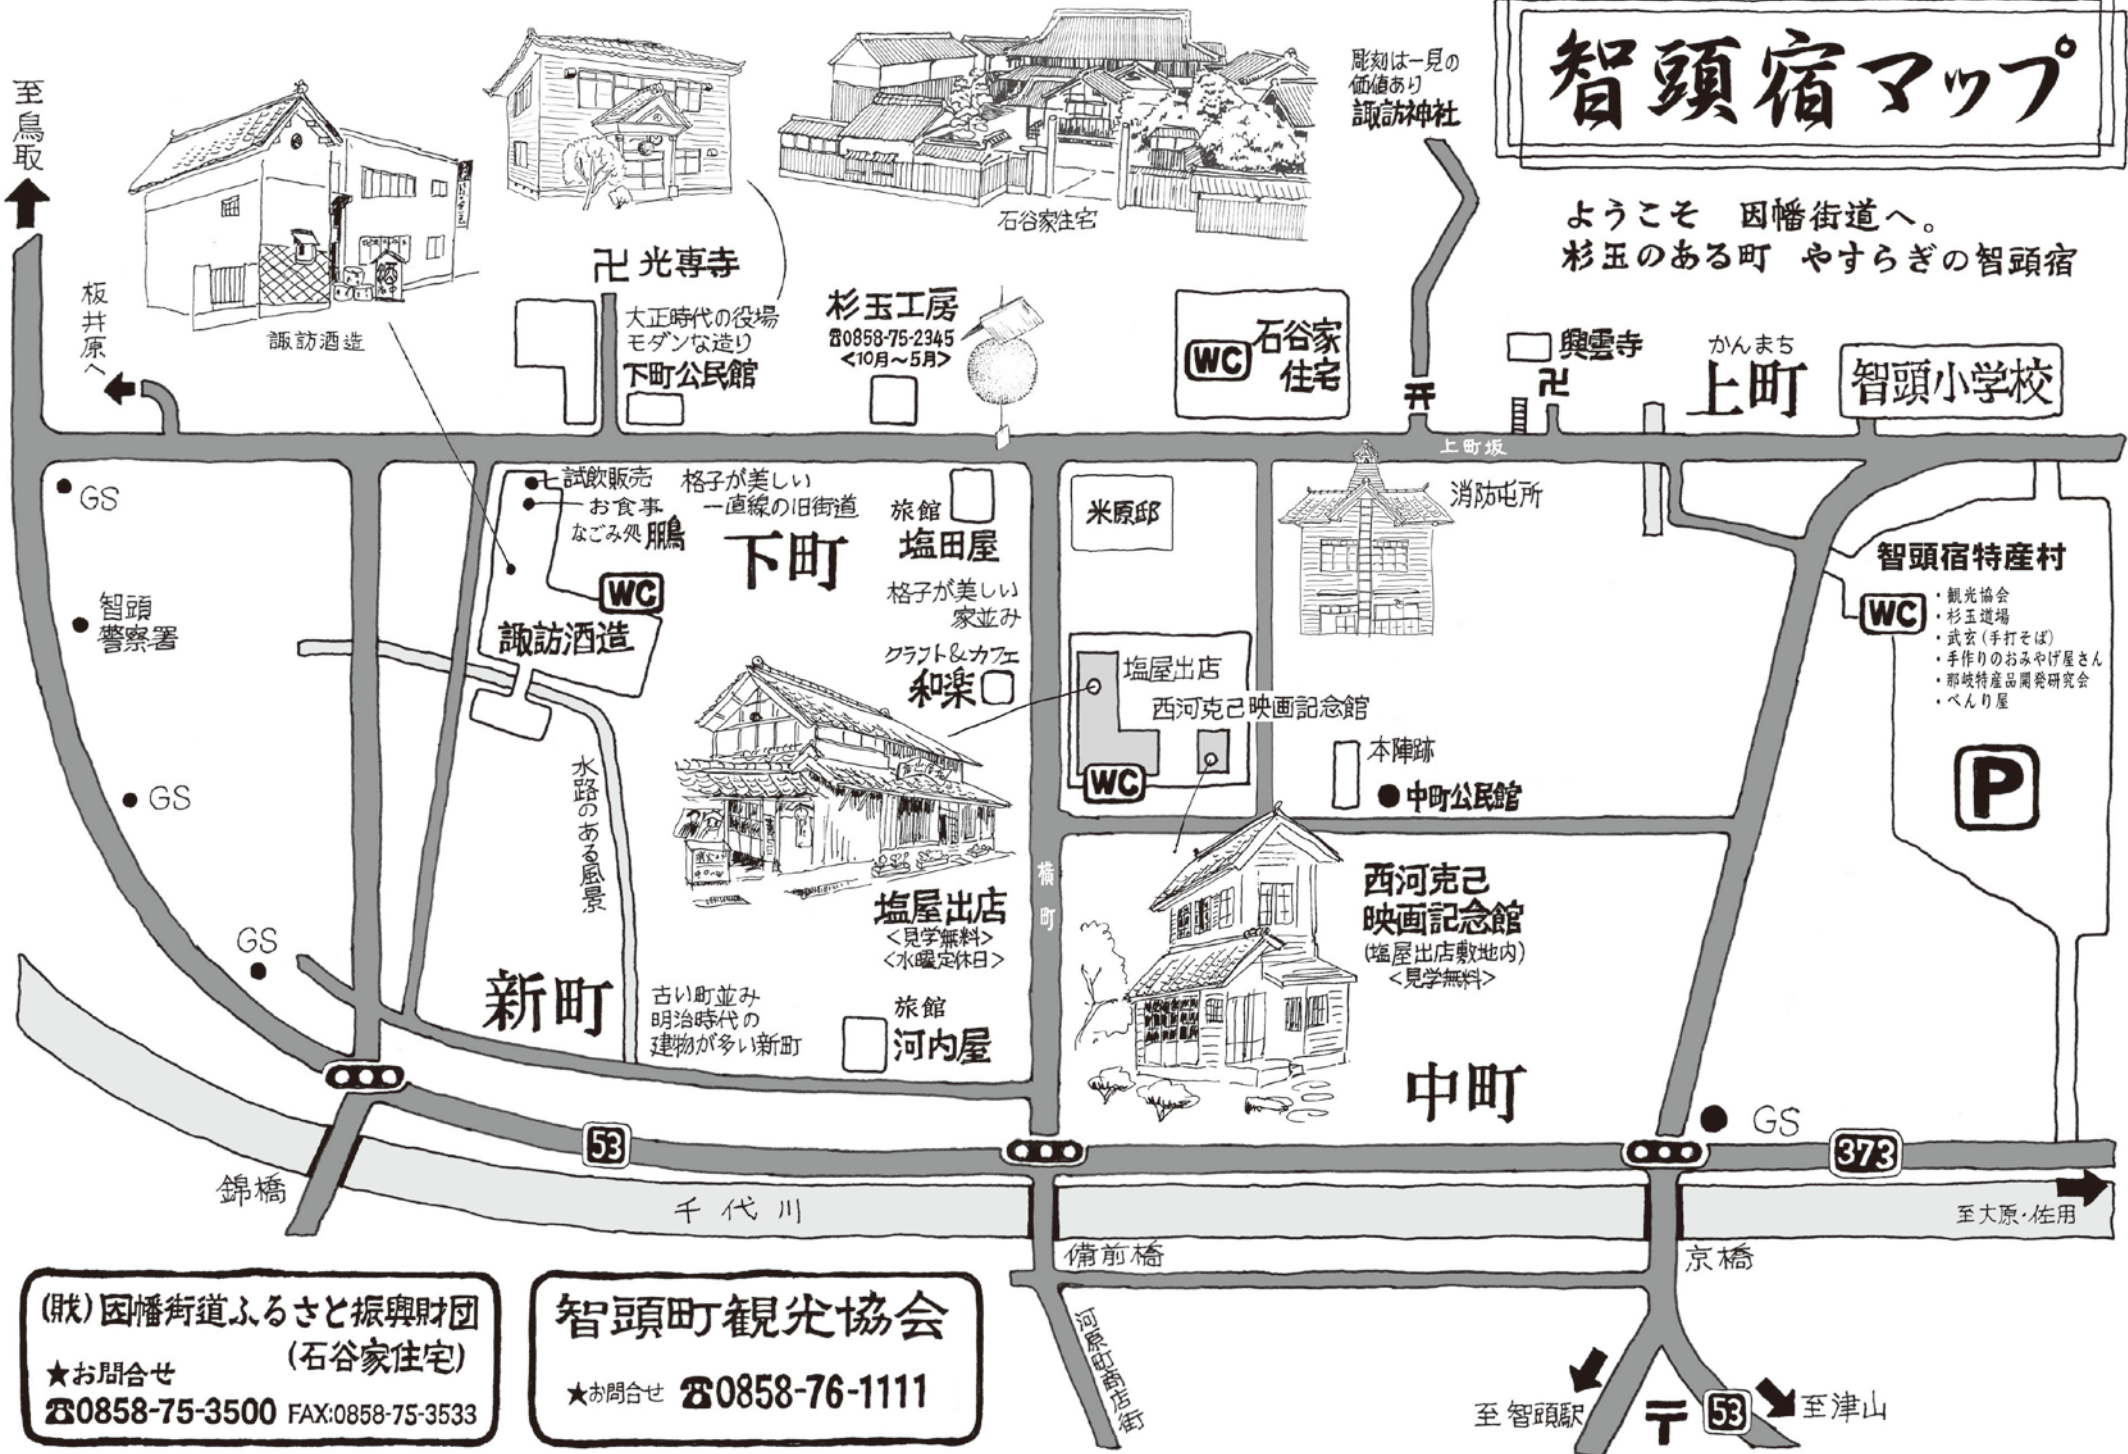 智頭宿マップ
ようこそ 因幡街道へ。
杉玉のある町 やすらぎの智頭宿
至鳥取
板井原へ
諏訪酒造
卍 光専寺
大正時代の役場
モダンな造り
下町公民館
杉玉工房
☎0858-75-2345
<10月~5月>
石谷家住宅
WC
石谷家
住宅
彫刻は一見の
価値あり
諏訪神社
興雲寺
卍
かんまち
上町
智頭小学校
上町坂
GS
智頭
警察署
GS
GS
試飲販売
お食事
なごみ処 鵬
WC
諏訪酒造
格子が美しい
一直線の旧街道
下町
旅館
塩田屋
格子が美しい
家並み
クラフト&カフェ
和楽
米原邸
消防屯所
塩屋出店
西河克己映画記念館
WC
本陣跡
●中町公民館
智頭宿特産村
WC
・観光協会
・杉玉道場
・武玄(手打そば)
・手作りのおみやげ屋さん
・那岐特産品開発研究会
・べんり屋
P
水路のある風景
塩屋出店
<見学無料>
<水曜定休日>
横町
西河克己
映画記念館
(塩屋出店敷地内)
<見学無料>
新町
古い町並み
明治時代の
建物が多い新町
旅館
河内屋
中町
GS
53
373
錦橋
千代川
至大原・佐用
備前橋
京橋
河原町商店街
至智頭駅
〒
53
至津山
(財)因幡街道ふるさと振興財団
(石谷家住宅)
★お問合せ
☎0858-75-3500 FAX:0858-75-3533
智頭町観光協会
★お問合せ ☎0858-76-1111